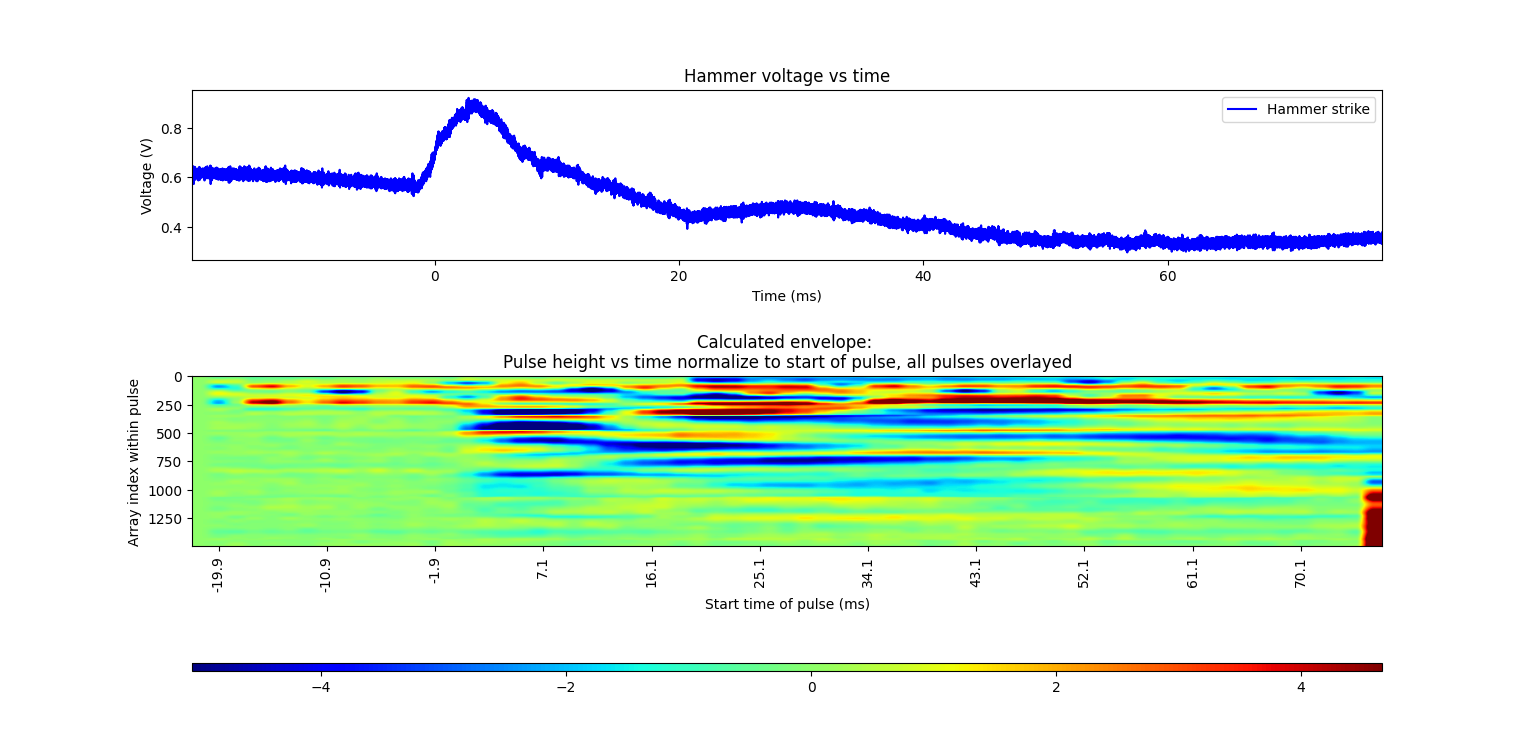 Hammer voltage vs time
Hammer strike
0.8
0.6
0.4
Voltage (V)
0 20 40 60
Time (ms)
Calculated envelope:
Pulse height vs time normalize to start of pulse, all pulses overlayed
0
250
500
750
1000
1250
Array index within pulse
-19.9 -10.9 -1.9 7.1 16.1 25.1 34.1 43.1 52.1 61.1 70.1
Start time of pulse (ms)
−4 −2 0 2 4